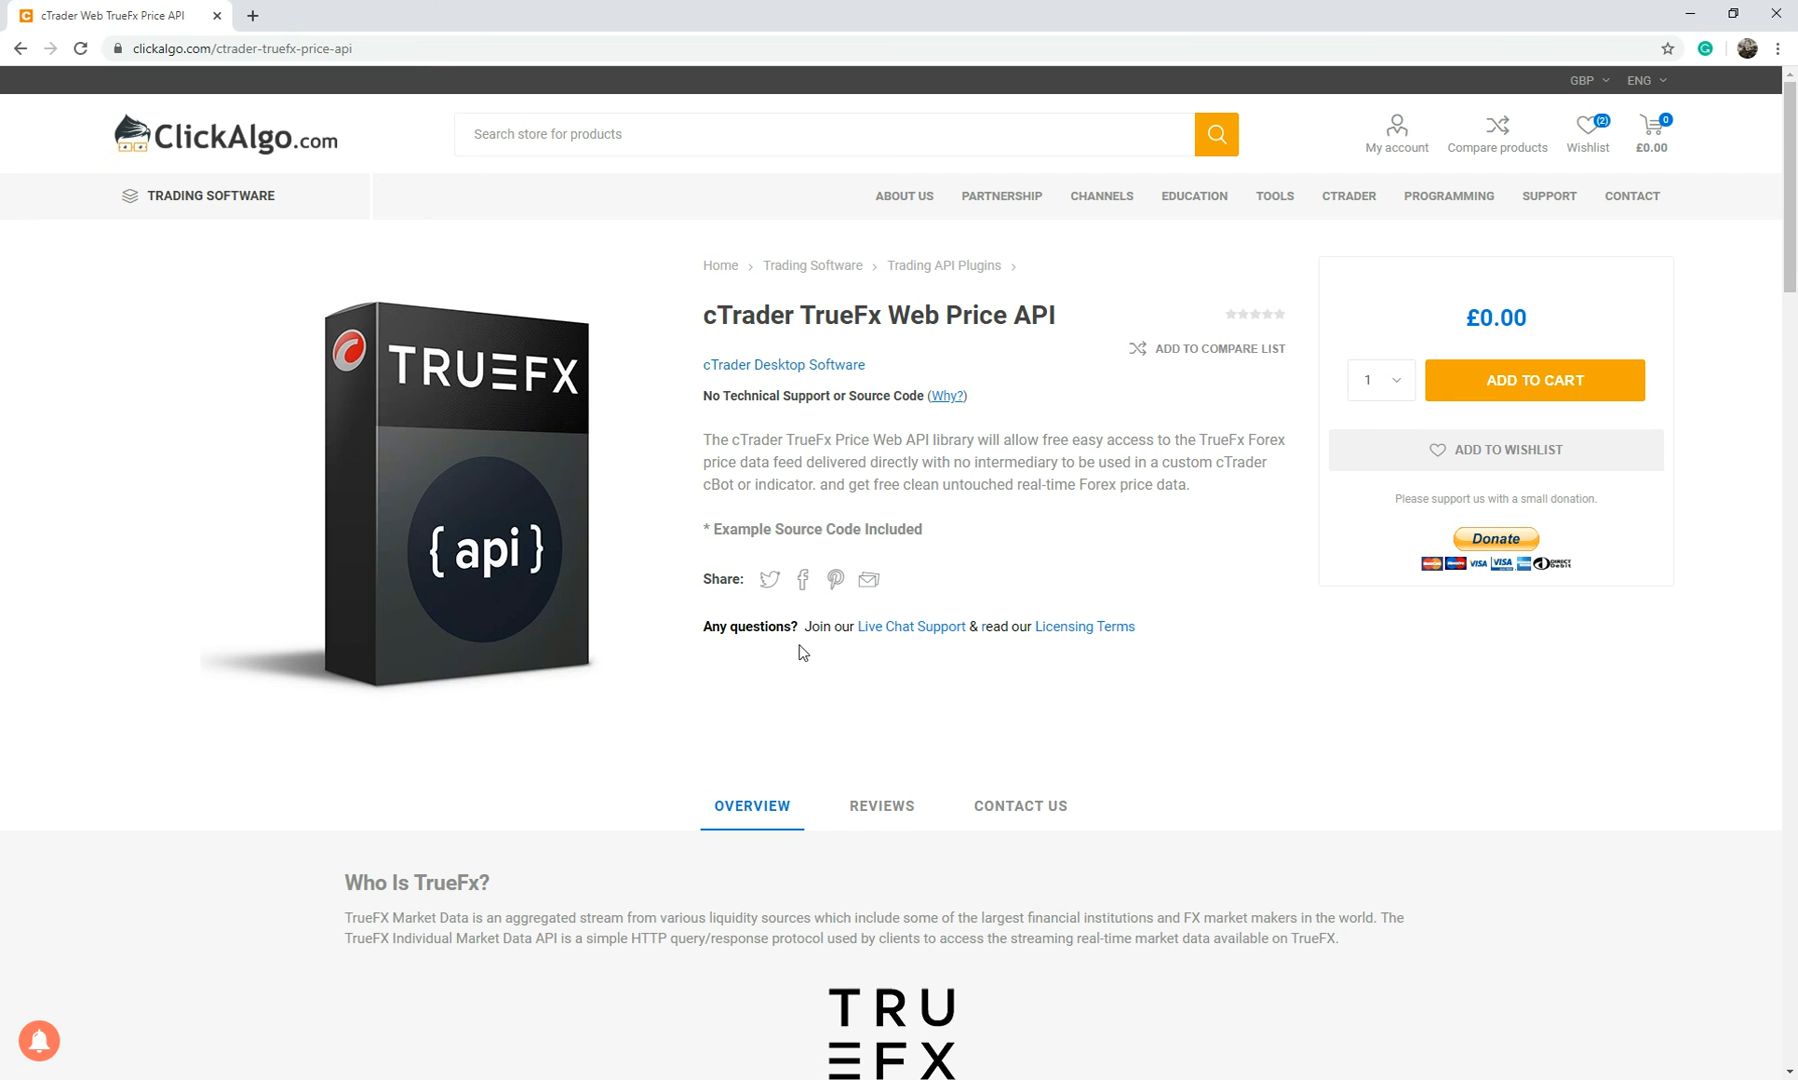 cTrader Web TrueFx Price API
clickalgo.com/ctrader-truefx-price-api
GBP
ENG
ClickAlgo.com
Search store for products
My account
Compare products
(2)
Wishlist
0
£0.00
TRADING SOFTWARE
ABOUT US
PARTNERSHIP
CHANNELS
EDUCATION
TOOLS
CTRADER
PROGRAMMING
SUPPORT
CONTACT
Home
Trading Software
Trading API Plugins
TRUEFX
{ api }
cTrader TrueFx Web Price API
ADD TO COMPARE LIST
cTrader Desktop Software
No Technical Support or Source Code (Why?)
The cTrader TrueFx Price Web API library will allow free easy access to the TrueFx Forex
price data feed delivered directly with no intermediary to be used in a custom cTrader
cBot or indicator. and get free clean untouched real-time Forex price data.
* Example Source Code Included
Share:
Any questions? Join our Live Chat Support & read our Licensing Terms
£0.00
1
ADD TO CART
ADD TO WISHLIST
Please support us with a small donation.
Donate
VISA
VISA
OVERVIEW
REVIEWS
CONTACT US
Who Is TrueFx?
TrueFX Market Data is an aggregated stream from various liquidity sources which include some of the largest financial institutions and FX market makers in the world. The
TrueFX Individual Market Data API is a simple HTTP query/response protocol used by clients to access the streaming real-time market data available on TrueFX.
TRU
EFX